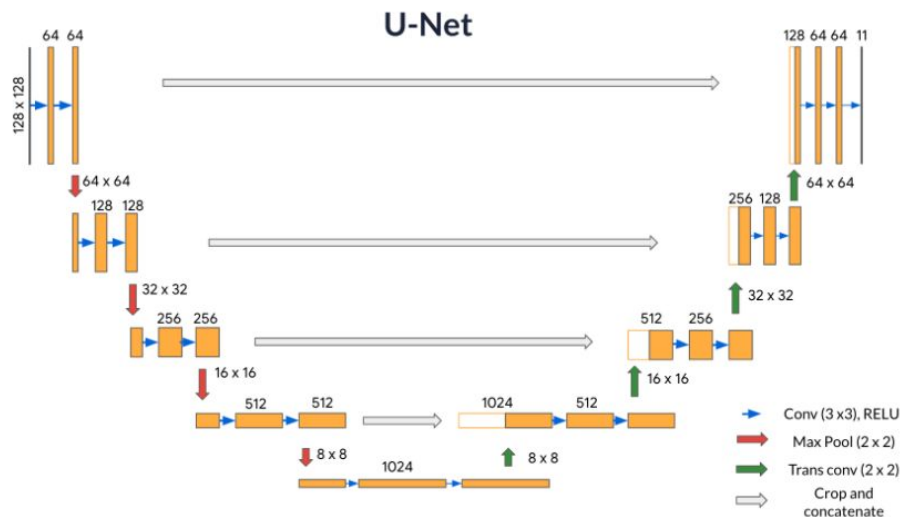 U-Net
64 64
128 64 64 11
128 x 128
64 x 64
64 x 64
128 128
256 128
32 x 32
32 x 32
256 256
512 256
16 x 16
16 x 16
512 512
1024 512
8 x 8
8 x 8
1024
Conv (3 x3), RELU
Max Pool (2 x 2)
Trans conv (2 x 2)
Crop and
concatenate